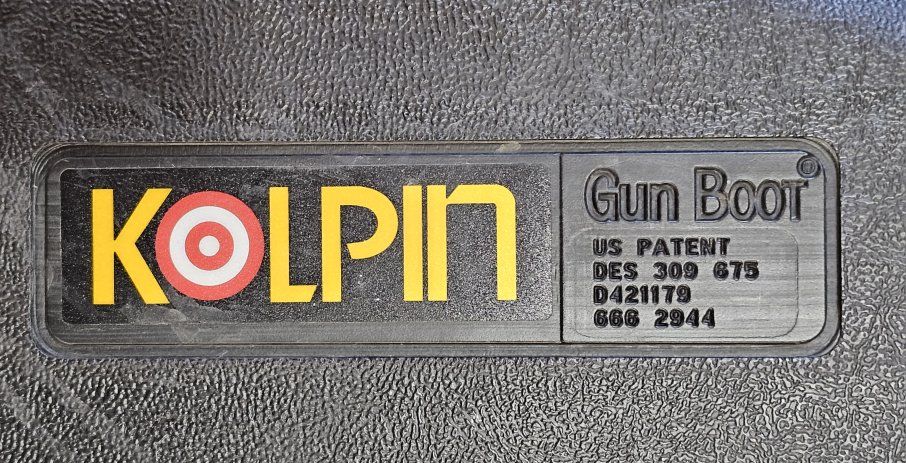 KOLPIN
Gun Boot®
US PATENT
DES 309 675
D421179
666 2944